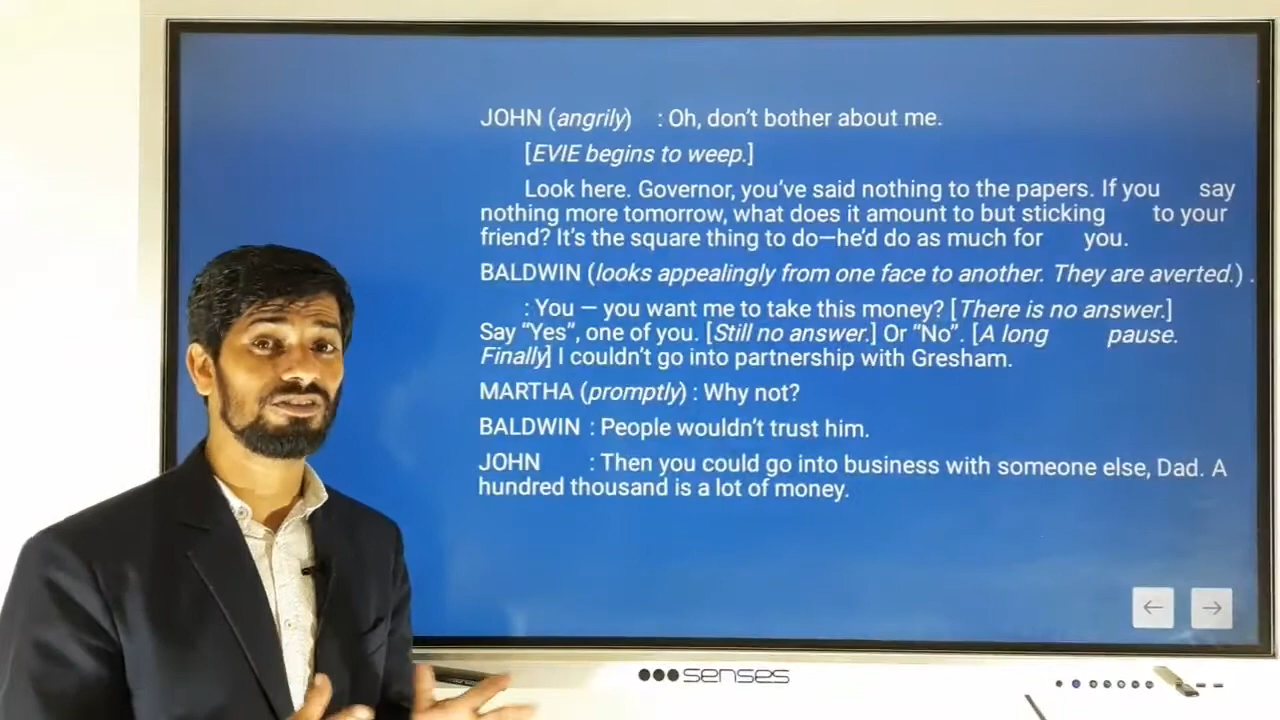 JOHN (angrily) : Oh, don't bother about me.
[EVIE begins to weep.]
Look here. Governor, you've said nothing to the papers. If you say
nothing more tomorrow, what does it amount to but sticking to your
friend? It's the square thing to do—he'd do as much for you.
BALDWIN (looks appealingly from one face to another. They are averted.) .
: You — you want me to take this money? [There is no answer.]
Say "Yes", one of you. [Still no answer.] Or "No". [A long pause.
Finally] I couldn't go into partnership with Gresham.
MARTHA (promptly) : Why not?
BALDWIN : People wouldn't trust him.
JOHN : Then you could go into business with someone else, Dad. A
hundred thousand is a lot of money.
senses